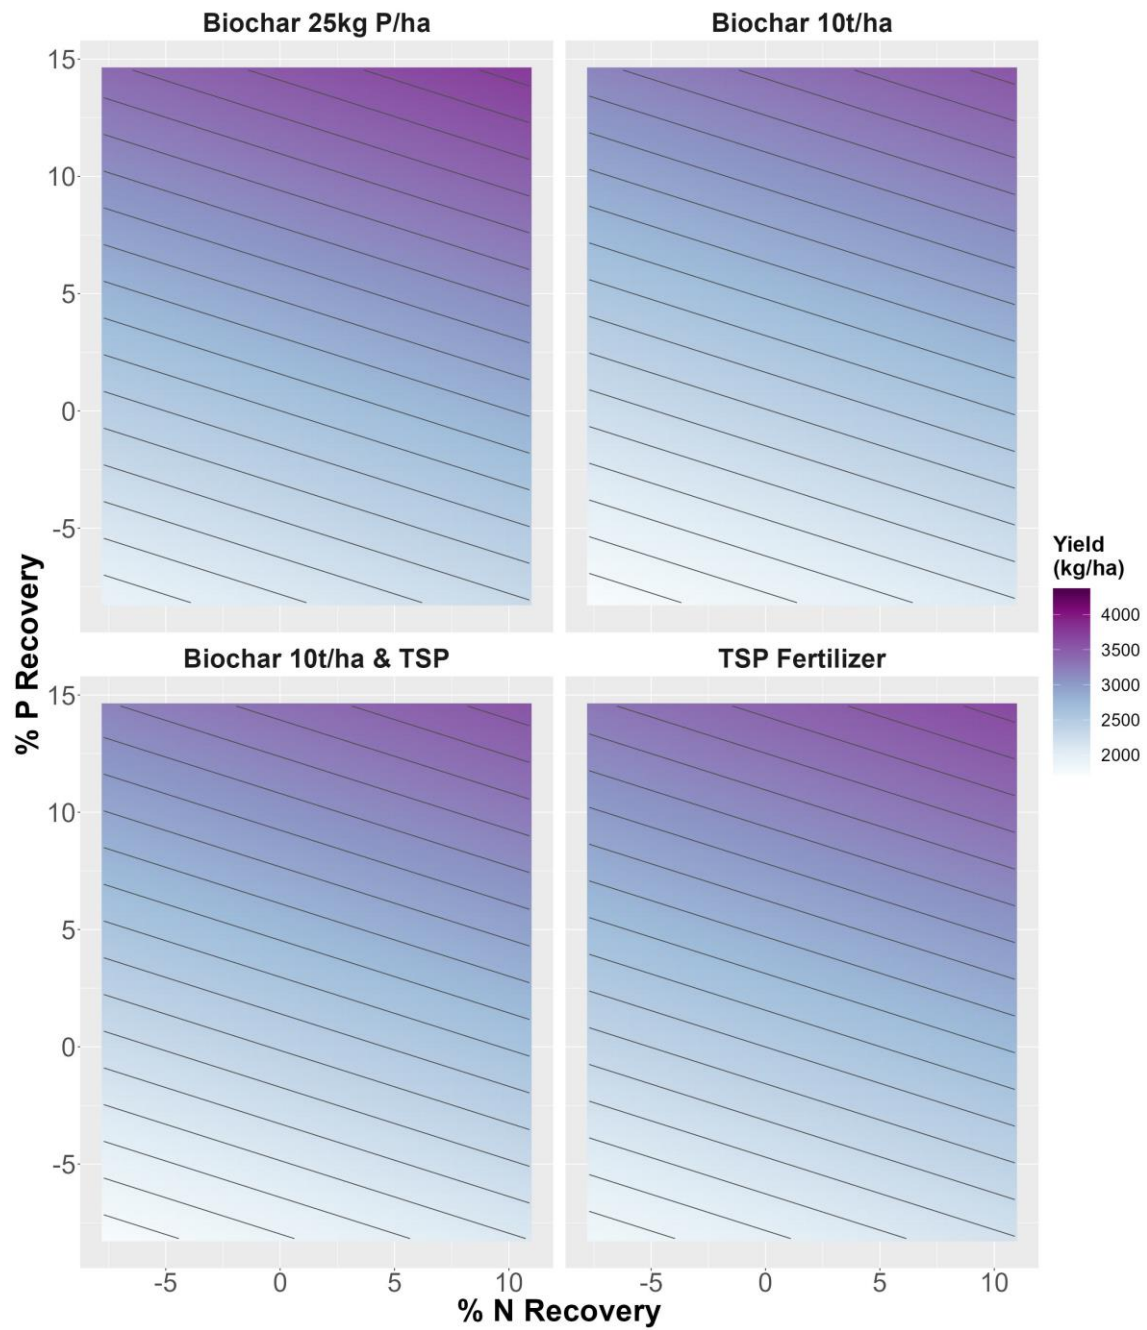 Biochar 25kg P/ha
Biochar 10t/ha
15
10
5
0
-5
Biochar 10t/ha & TSP
TSP Fertilizer
15
10
5
0
-5
-5
0
5
10
-5
0
5
10
% N Recovery
% P Recovery
Yield
(kg/ha)
4000
3500
3000
2500
2000